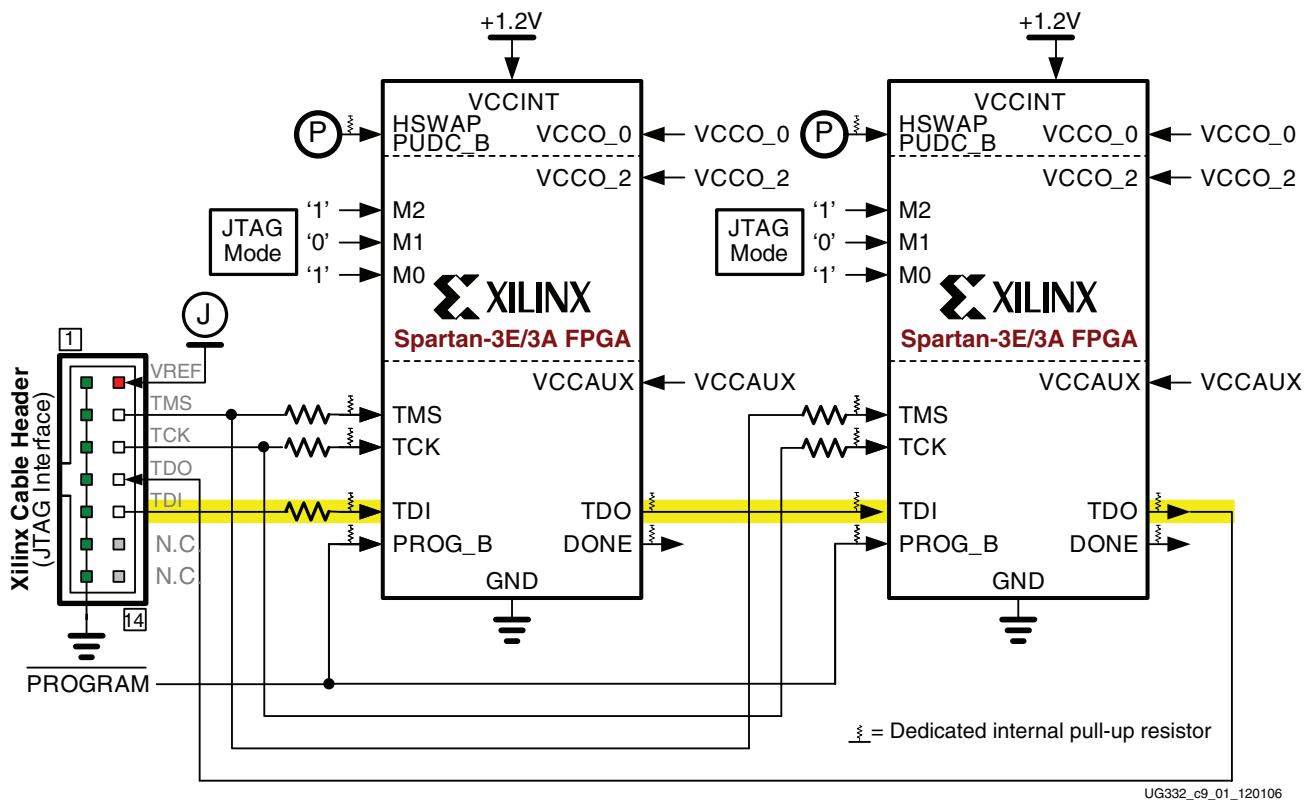 +1.2V
+1.2V
VCCINT
VCCINT
P
HSWAP
PUDC_B
VCCO_0
VCCO_0
P
HSWAP
PUDC_B
VCCO_0
VCCO_0
VCCO_2
VCCO_2
VCCO_2
VCCO_2
JTAG
Mode
‘1’
M2
‘0’
M1
‘1’
M0
JTAG
Mode
‘1’
M2
‘0’
M1
‘1’
M0
XILINX
Spartan-3E/3A FPGA
XILINX
Spartan-3E/3A FPGA
J
VCCAUX
VCCAUX
VCCAUX
VCCAUX
Xilinx Cable Header
(JTAG Interface)
1
VREF
TMS
TCK
TDO
TDI
N.C.
N.C.
14
TMS
TCK
TDI
TDO
PROG_B
DONE
GND
TMS
TCK
TDI
TDO
PROG_B
DONE
GND
PROGRAM
= Dedicated internal pull-up resistor
UG332_c9_01_120106